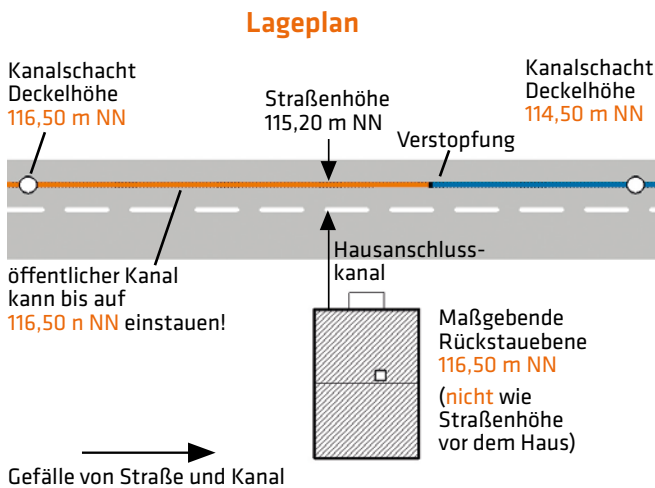 Lageplan
Kanalschacht
Deckelhöhe
116,50 m NN
Straßenhöhe
115,20 m NN
Kanalschacht
Deckelhöhe
114,50 m NN
Verstopfung
öffentlicher Kanal
kann bis auf
116,50 n NN einstauen!
Hausanschluss-
kanal
Maßgebende
Rückstauebene
116,50 m NN
(nicht wie
Straßenhöhe
vor dem Haus)
Gefälle von Straße und Kanal